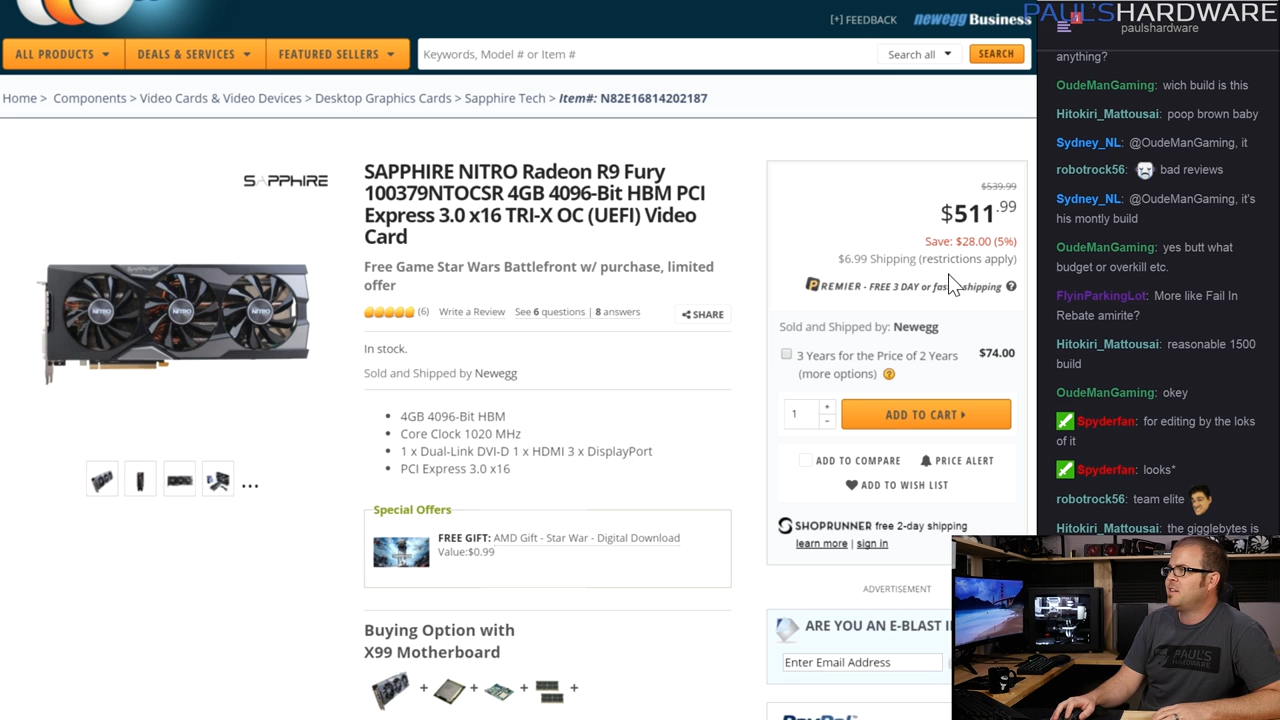 [+] FEEDBACK
newegg Business
PAUL'SHARDWARE
paulshardware
ALL PRODUCTS
DEALS & SERVICES
FEATURED SELLERS
Keywords, Model # or Item #
Search all
SEARCH
Home > Components > Video Cards & Video Devices > Desktop Graphics Cards > Sapphire Tech > Item#: N82E16814202187
SAPPHIRE
SAPPHIRE NITRO Radeon R9 Fury
100379NTOCSR 4GB 4096-Bit HBM PCI
Express 3.0 x16 TRI-X OC (UEFI) Video
Card
Free Game Star Wars Battlefront w/ purchase, limited
offer
(6) Write a Review See 6 questions | 8 answers
SHARE
In stock.
Sold and Shipped by Newegg
4GB 4096-Bit HBM
Core Clock 1020 MHz
1 x Dual-Link DVI-D 1 x HDMI 3 x DisplayPort
PCI Express 3.0 x16
NITRO
NITRO
NITRO
...
Special Offers
FREE GIFT: AMD Gift - Star War - Digital Download
Value:$0.99
Buying Option with
X99 Motherboard
+ + + +
$539.99
$511.99
Save: $28.00 (5%)
$6.99 Shipping (restrictions apply)
PREMIER - FREE 3 DAY or shipping
Sold and Shipped by: Newegg
3 Years for the Price of 2 Years $74.00
(more options)
1
+
-
ADD TO CART
ADD TO COMPARE
PRICE ALERT
ADD TO WISH LIST
SHOPRUNNER free 2-day shipping
learn more | sign in
ADVERTISEMENT
ARE YOU AN E-BLAST
Enter Email Address
PayPal
anything?
OudeManGaming: wich build is this
Hitokiri_Mattousai: poop brown baby
Sydney_NL: @OudeManGaming, it
robotrock56: bad reviews
Sydney_NL: @OudeManGaming, it's
his montly build
OudeManGaming: yes butt what
budget or overkill etc.
FlyinParkingLot: More like Fail In
Rebate amirite?
Hitokiri_Mattousai: reasonable 1500
build
OudeManGaming: okey
Spyderfan: for editing by the loks
of it
Spyderfan: looks*
robotrock56: team elite
Hitokiri_Mattousai: the gigglebytes is
PAUL'S
HARDWARE